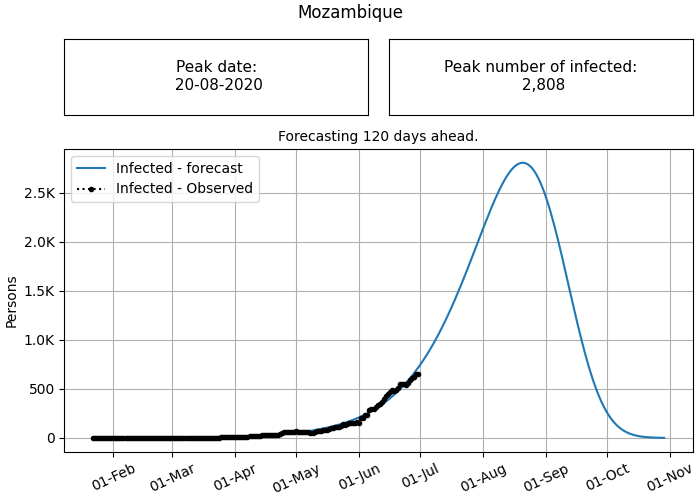 Mozambique
Peak date:
20-08-2020
Peak number of infected:
2,808
Forecasting 120 days ahead.
Infected - forecast
Infected - Observed
Persons
2.5K
2.0K
1.5K
1.0K
500
0
01-Feb
01-Mar
01-Apr
01-May
01-Jun
01-Jul
01-Aug
01-Sep
01-Oct
01-Nov